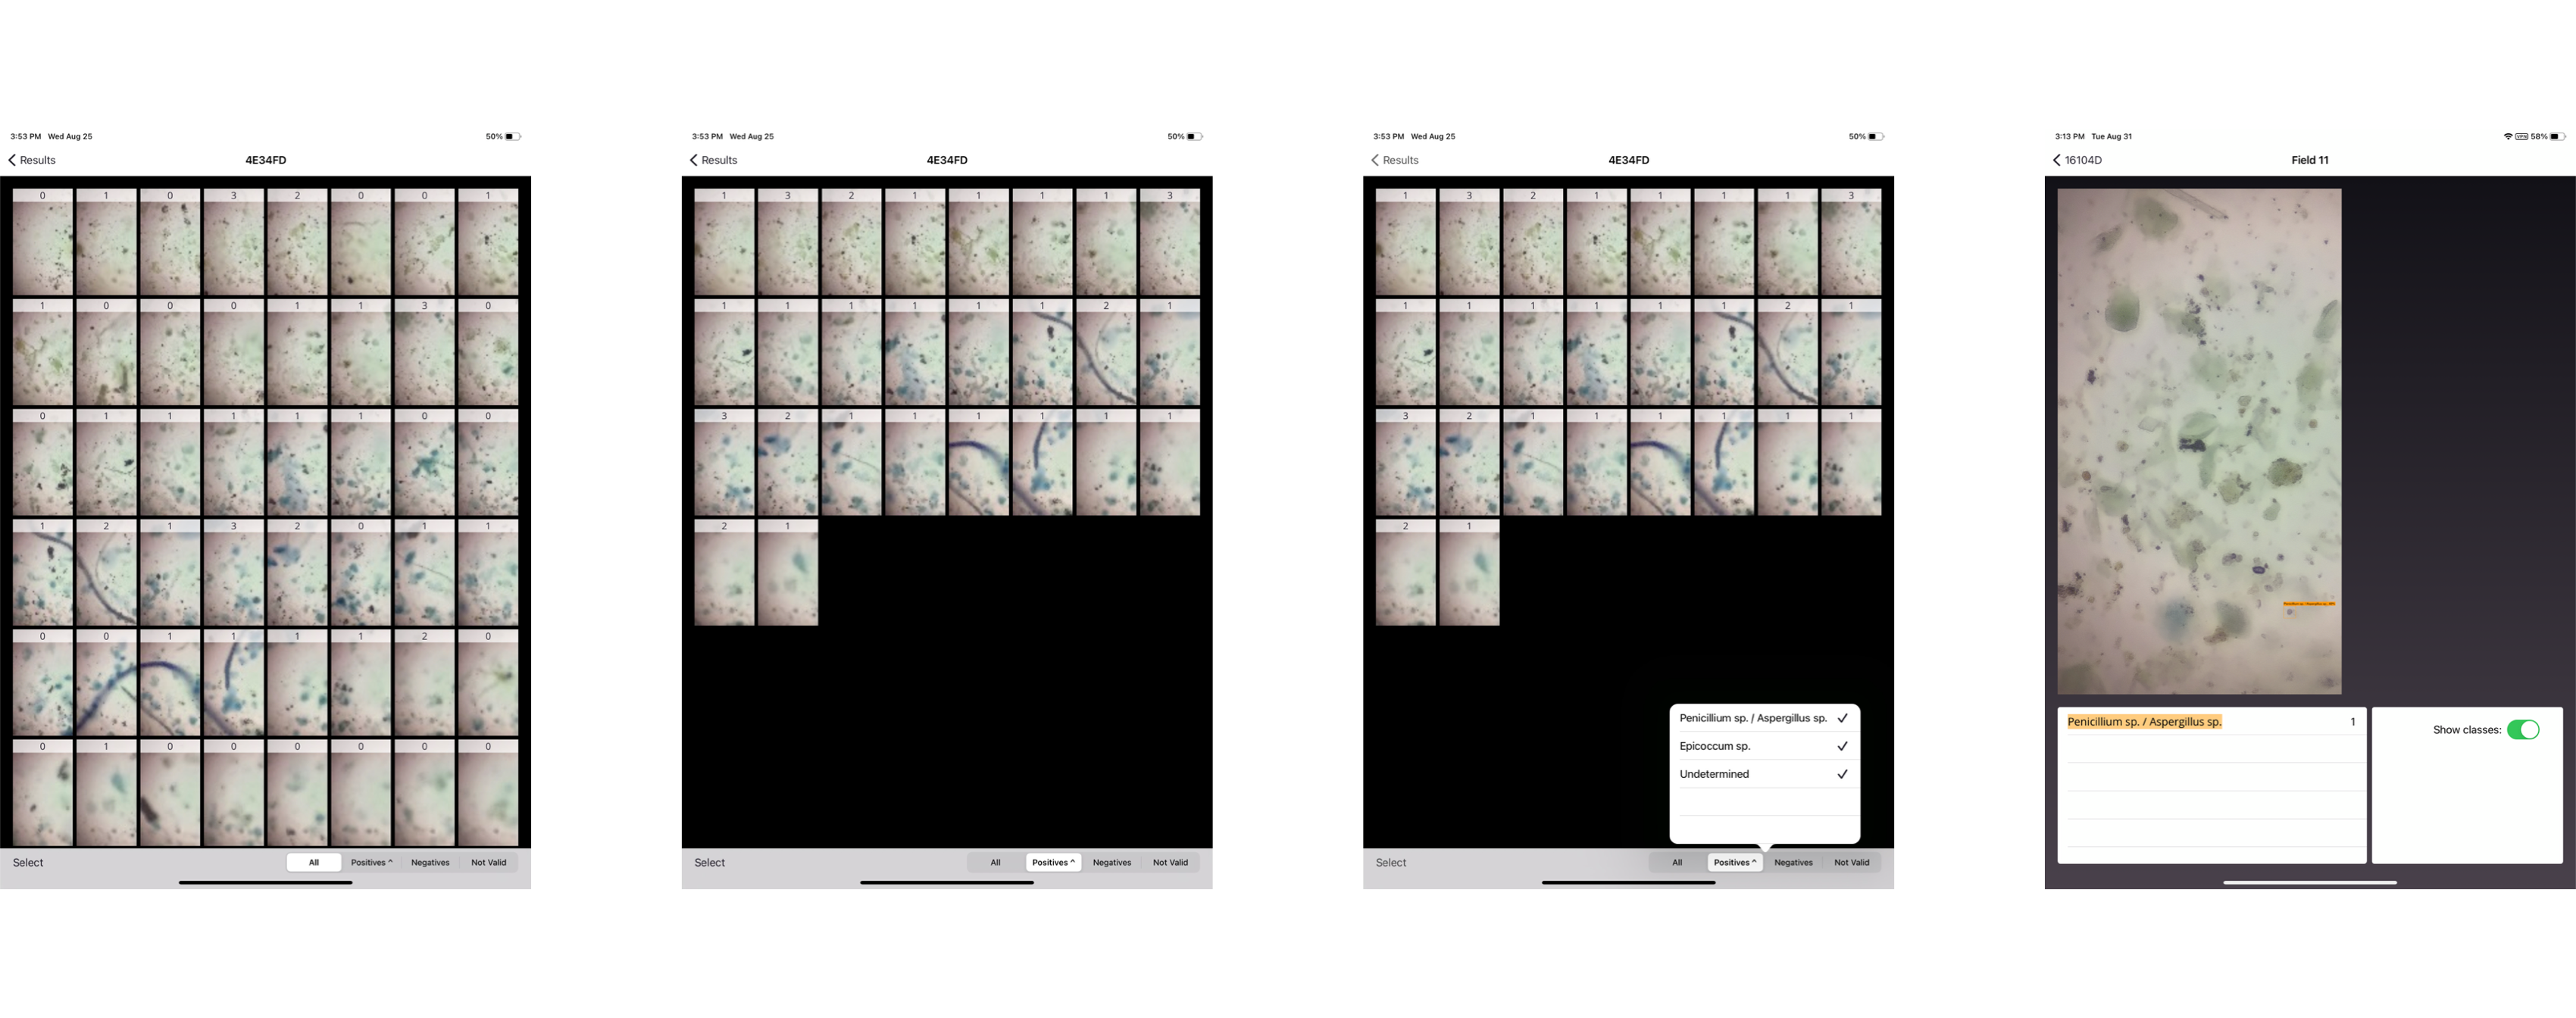 3:53 PM Wed Aug 25 50%
Results 4E34FD
0 1 0 3 2 0 0 1
1 0 0 0 1 1 3 0
0 1 1 1 1 1 0 0
1 2 1 3 2 0 1 1
0 0 1 1 1 1 2 0
0 1 0 0 0 0 0 0
Select All Positives ^ Negatives Not Valid
3:53 PM Wed Aug 25 50%
Results 4E34FD
1 3 2 1 1 1 1 3
1 1 1 1 1 1 2 1
3 2 1 1 1 1 1 1
2 1
Select All Positives ^ Negatives Not Valid
3:53 PM Wed Aug 25 50%
Results 4E34FD
1 3 2 1 1 1 1 3
1 1 1 1 1 1 2 1
3 2 1 1 1 1 1 1
2 1
Penicillium sp. / Aspergillus sp.
Epicoccum sp.
Undetermined
Select All Positives ^ Negatives Not Valid
3:13 PM Tue Aug 31 VPN 58%
16104D Field 11
Penicillium sp. / Aspergillus sp. 1
Show classes: